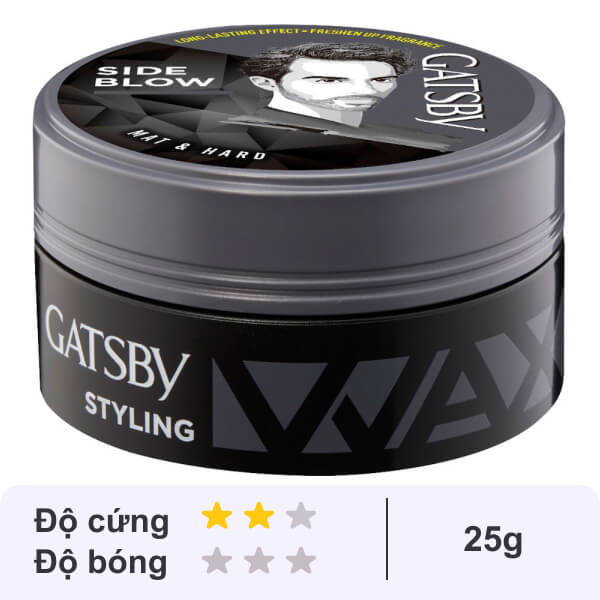 LONG-LASTING EFFECT • FRESHEN UP FRAGRANCE
SIDE
BLOW
GATSBY
MAT & HARD
GATSBY
STYLING
WAX
Độ cứng
Độ bóng
25g